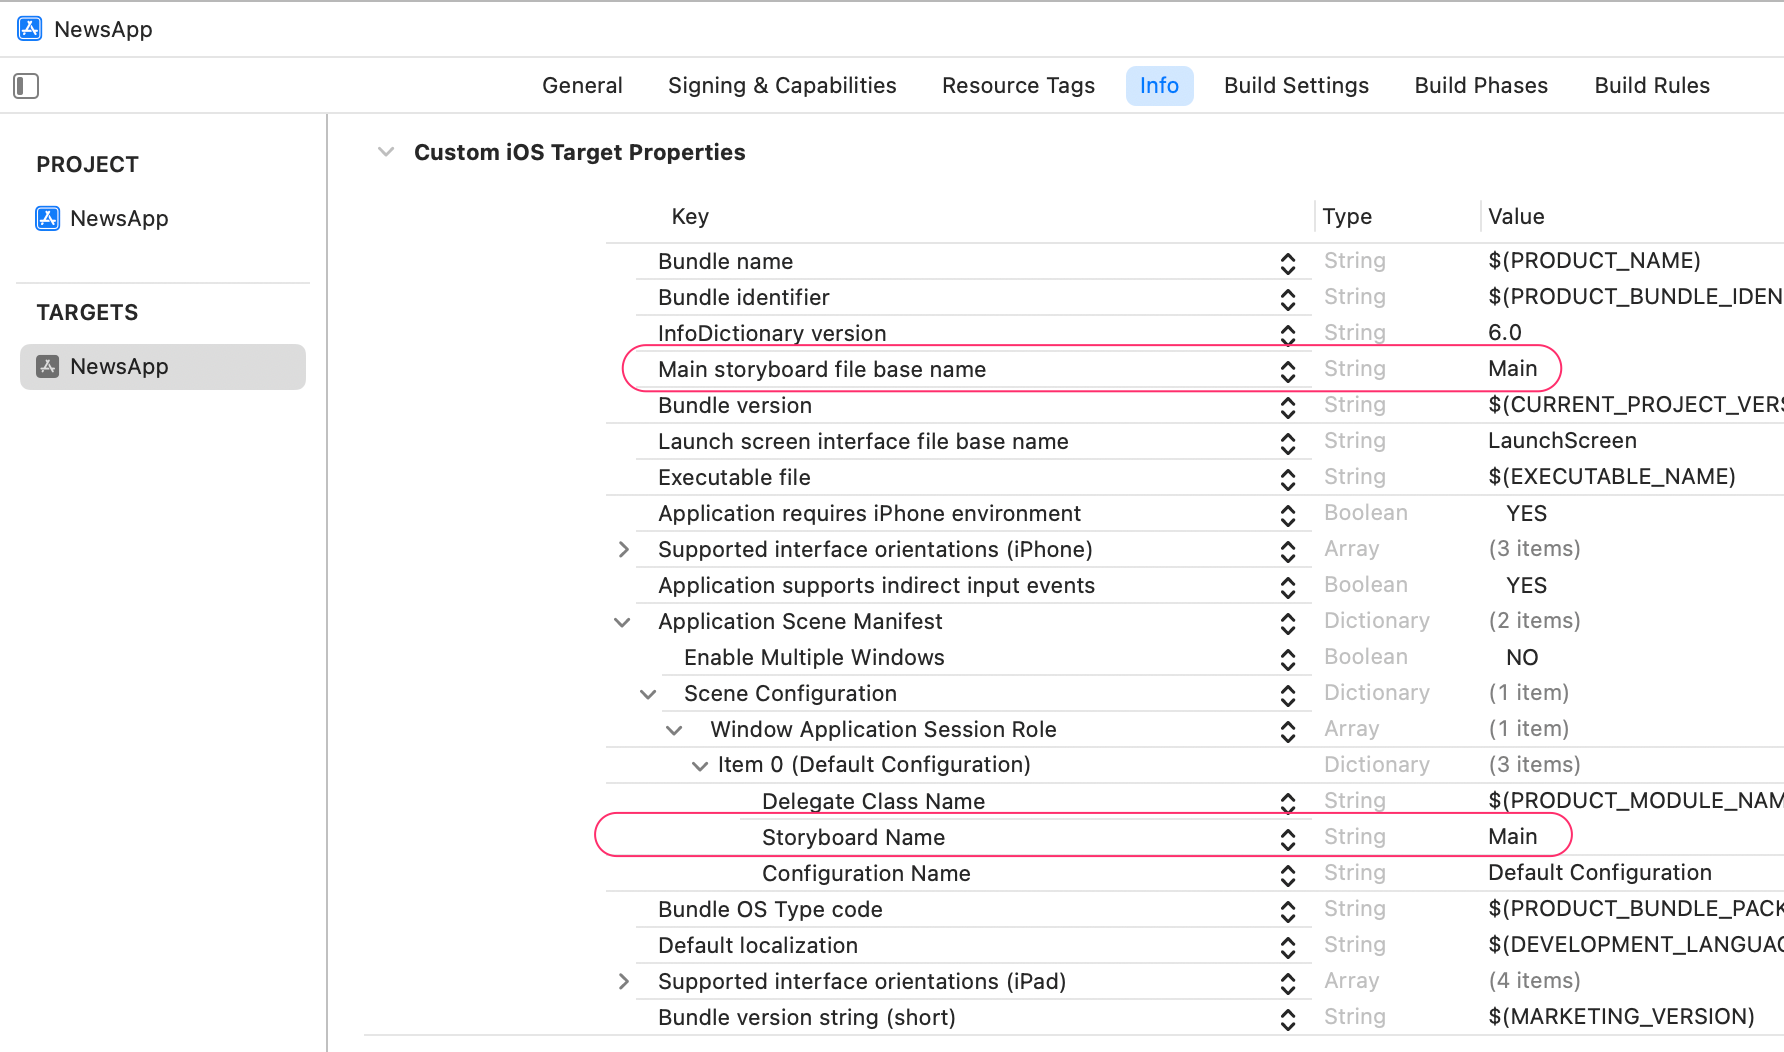 NewsApp
General Signing & Capabilities Resource Tags Info Build Settings Build Phases Build Rules
PROJECT
NewsApp
TARGETS
NewsApp
Custom iOS Target Properties
Key Type Value
Bundle name String $(PRODUCT_NAME)
Bundle identifier String $(PRODUCT_BUNDLE_IDEN
InfoDictionary version String 6.0
Main storyboard file base name String Main
Bundle version String $(CURRENT_PROJECT_VERS
Launch screen interface file base name String LaunchScreen
Executable file String $(EXECUTABLE_NAME)
Application requires iPhone environment Boolean YES
Supported interface orientations (iPhone) Array (3 items)
Application supports indirect input events Boolean YES
Application Scene Manifest Dictionary (2 items)
Enable Multiple Windows Boolean NO
Scene Configuration Dictionary (1 item)
Window Application Session Role Array (1 item)
Item 0 (Default Configuration) Dictionary (3 items)
Delegate Class Name String $(PRODUCT_MODULE_NAM
Storyboard Name String Main
Configuration Name String Default Configuration
Bundle OS Type code String $(PRODUCT_BUNDLE_PACK
Default localization String $(DEVELOPMENT_LANGUAG
Supported interface orientations (iPad) Array (4 items)
Bundle version string (short) String $(MARKETING_VERSION)